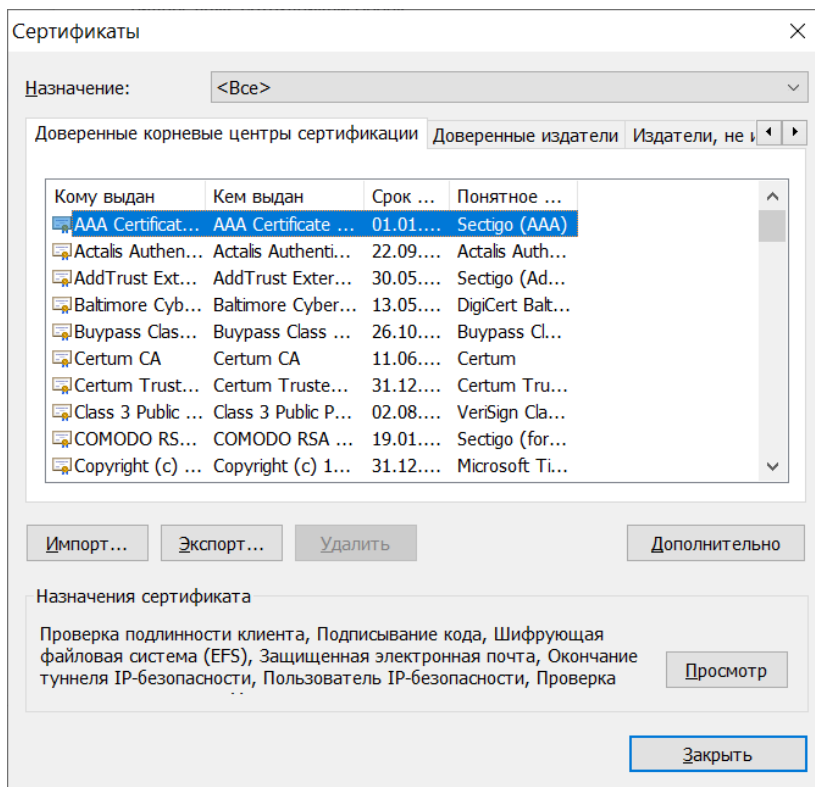 Сертификаты
Назначение: <Все>
Доверенные корневые центры сертификации Доверенные издатели Издатели, не и
Кому выдан Кем выдан Срок ... Понятное ...
AAA Certificat... AAA Certificate ... 01.01.... Sectigo (AAA)
Actalis Authen... Actalis Authenti... 22.09.... Actalis Auth...
AddTrust Ext... AddTrust Exter... 30.05.... Sectigo (Ad...
Baltimore Cyb... Baltimore Cyber... 13.05.... DigiCert Balt...
Buypass Clas... Buypass Class ... 26.10.... Buypass Cl...
Certum CA Certum CA 11.06.... Certum
Certum Trust... Certum Truste... 31.12.... Certum Tru...
Class 3 Public ... Class 3 Public P... 02.08.... VeriSign Cla...
COMODO RS... COMODO RSA ... 19.01.... Sectigo (for...
Copyright (c) ... Copyright (c) 1... 31.12.... Microsoft Ti...
Импорт... Экспорт... Удалить Дополнительно
Назначения сертификата
Проверка подлинности клиента, Подписывание кода, Шифрующая
файловая система (EFS), Защищенная электронная почта, Окончание
туннеля IP-безопасности, Пользователь IP-безопасности, Проверка
Просмотр
Закрыть